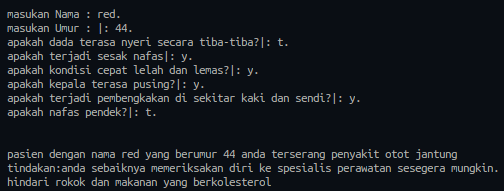 masukan Nama : red.
masukan Umur : |: 44.
apakah dada terasa nyeri secara tiba-tiba?|: t.
apakah terjadi sesak nafas|: y.
apakah kondisi cepat lelah dan lemas?|: y.
apakah kepala terasa pusing?|: y.
apakah terjadi pembengkakan di sekitar kaki dan sendi?|: y.
apakah nafas pendek?|: t.
pasien dengan nama red yang berumur 44 anda terserang penyakit otot jantung
tindakan:anda sebaiknya memeriksakan diri ke spesialis perawatan sesegera mungkin.
hindari rokok dan makanan yang berkolesterol